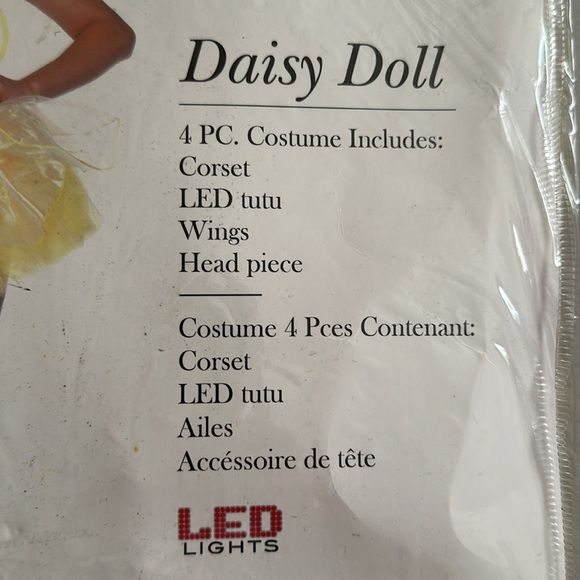 Daisy Doll
4 PC. Costume Includes:
Corset
LED tutu
Wings
Head piece
Costume 4 Pces Contenant:
Corset
LED tutu
Ailes
Accéssoire de tête
LED
LIGHTS